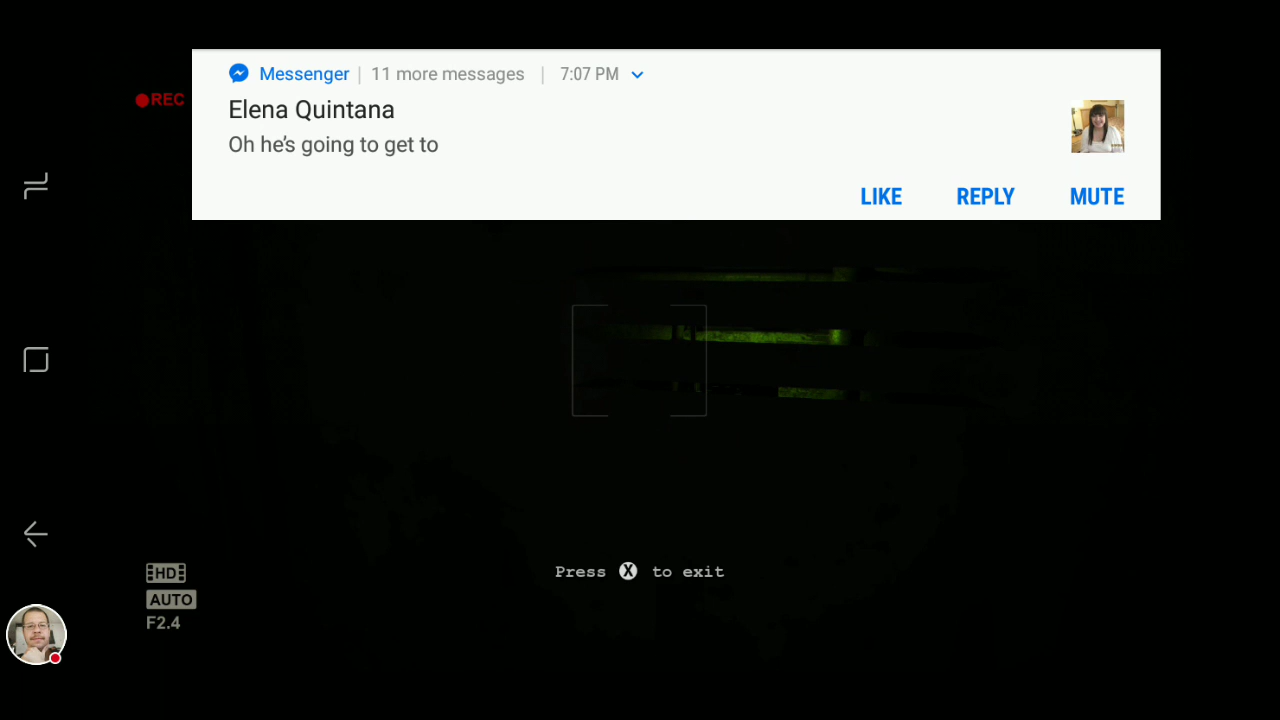 Messenger | 11 more messages | 7:07 PM
REC
Elena Quintana
Oh he's going to get to
LIKE REPLY MUTE
Press X to exit
HD
AUTO
F2.4